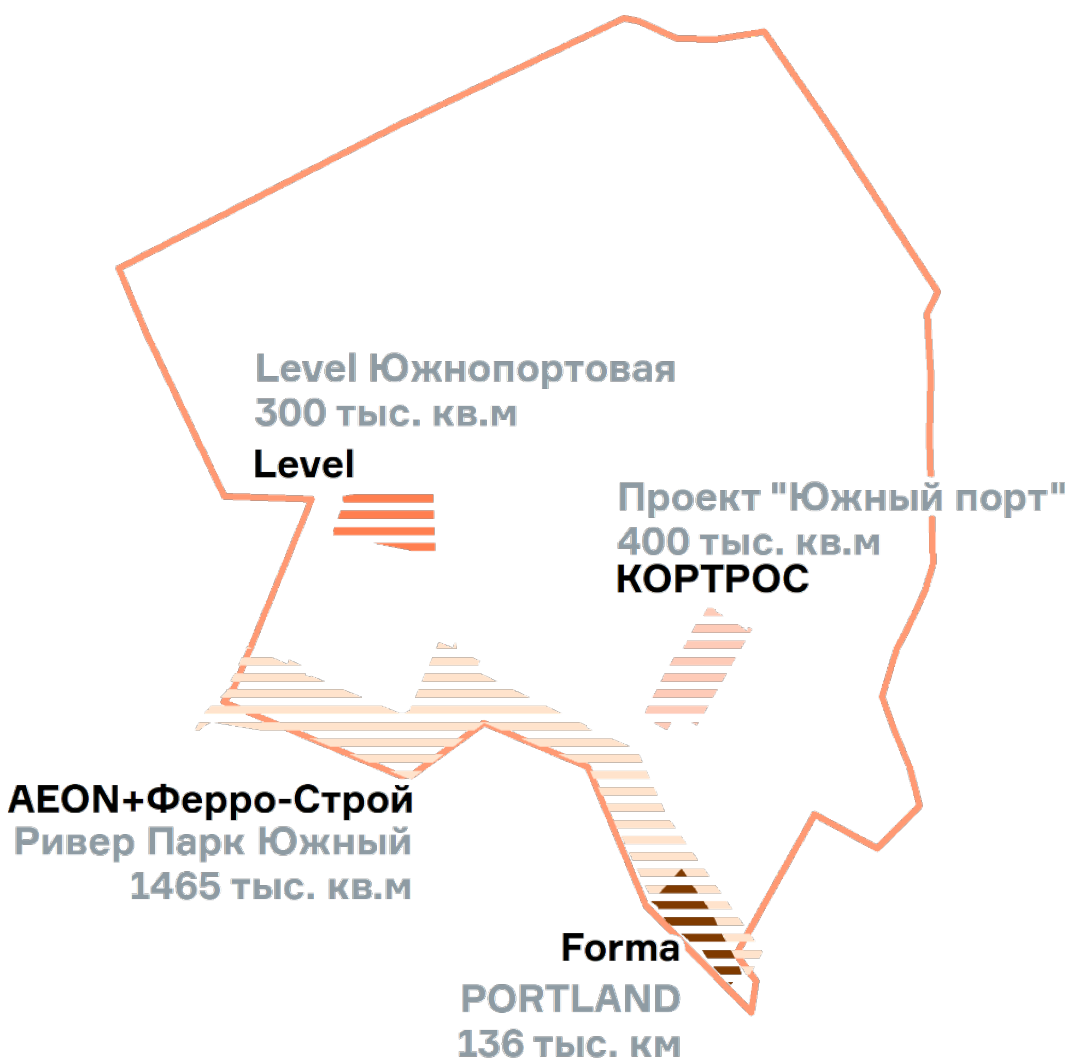 Level Южнопортовая
300 тыс. кв.м
Level
Проект "Южный порт"
400 тыс. кв.м
КОРТРОС
AEON+Ферро-Строй
Ривер Парк Южный
1465 тыс. кв.м
Forma
PORTLAND
136 тыс. км